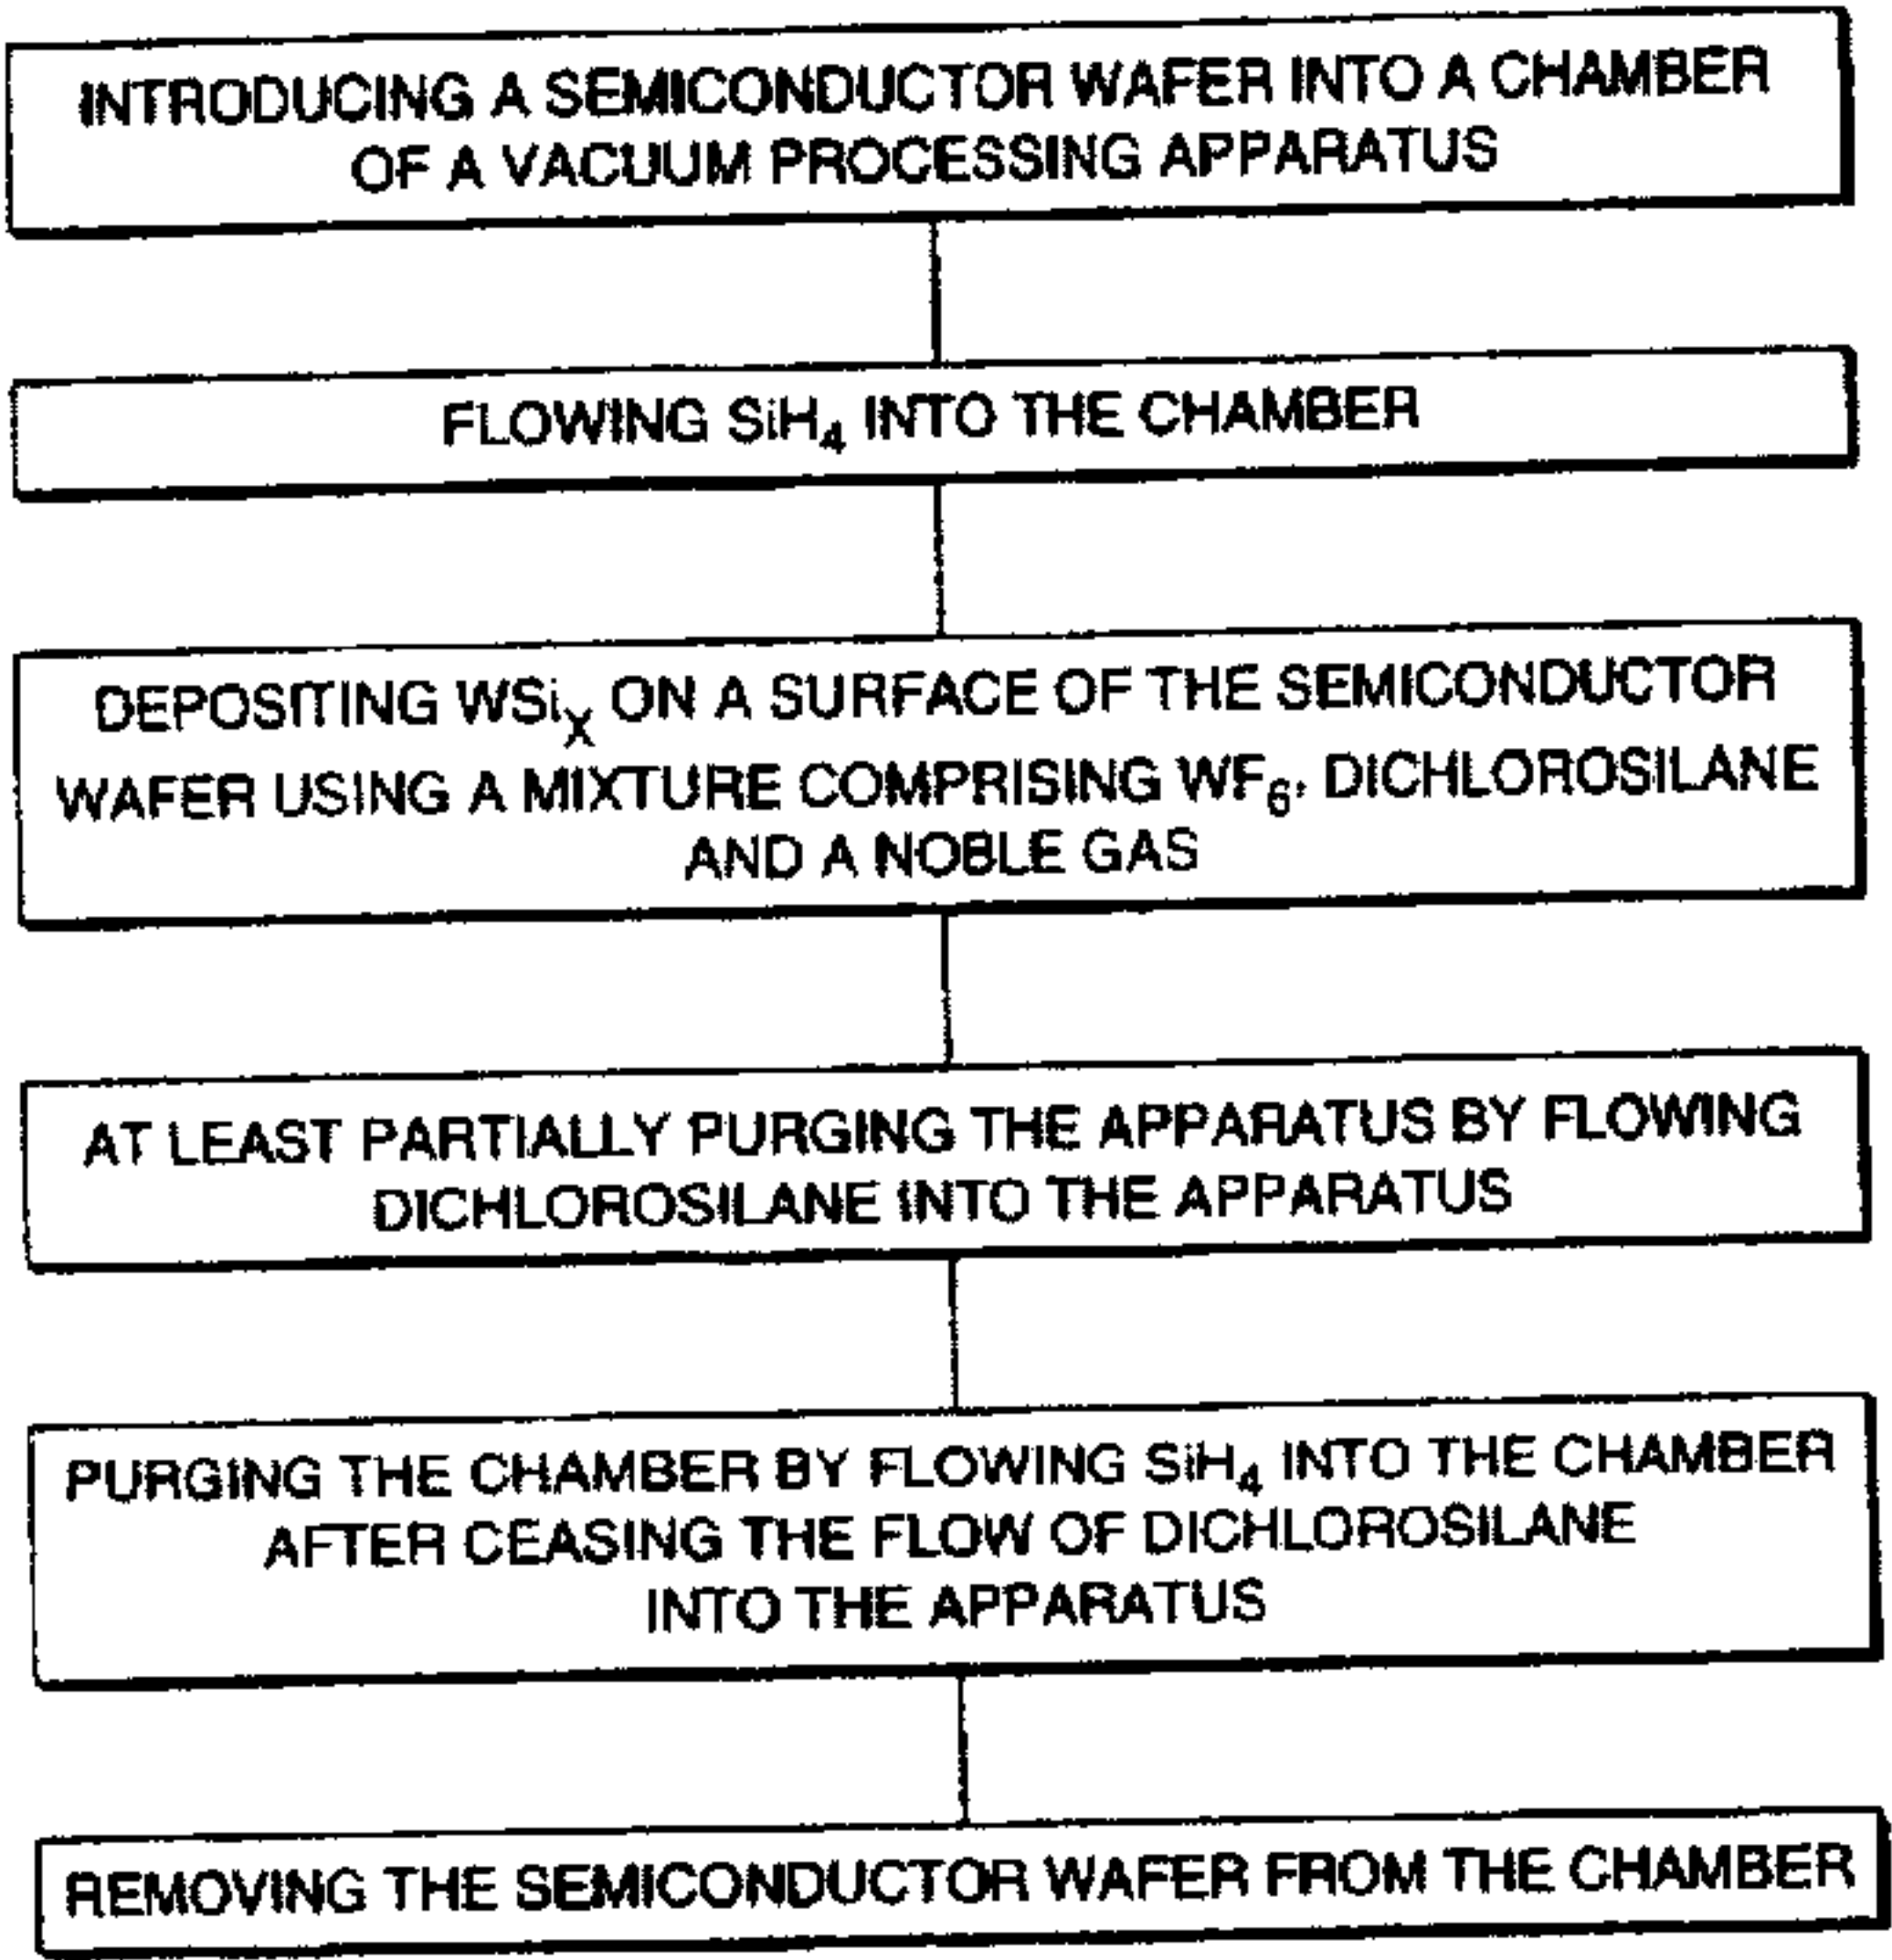 INTRODUCING A SEMICONDUCTOR WAFER INTO A CHAMBER
OF A VACUUM PROCESSING APPARATUS
FLOWING SiH₄ INTO THE CHAMBER
DEPOSITING WSiₓ ON A SURFACE OF THE SEMICONDUCTOR
WAFER USING A MIXTURE COMPRISING WF₆, DICHLOROSILANE
AND A NOBLE GAS
AT LEAST PARTIALLY PURGING THE APPARATUS BY FLOWING
DICHLOROSILANE INTO THE APPARATUS
PURGING THE CHAMBER BY FLOWING SiH₄ INTO THE CHAMBER
AFTER CEASING THE FLOW OF DICHLOROSILANE
INTO THE APPARATUS
REMOVING THE SEMICONDUCTOR WAFER FROM THE CHAMBER